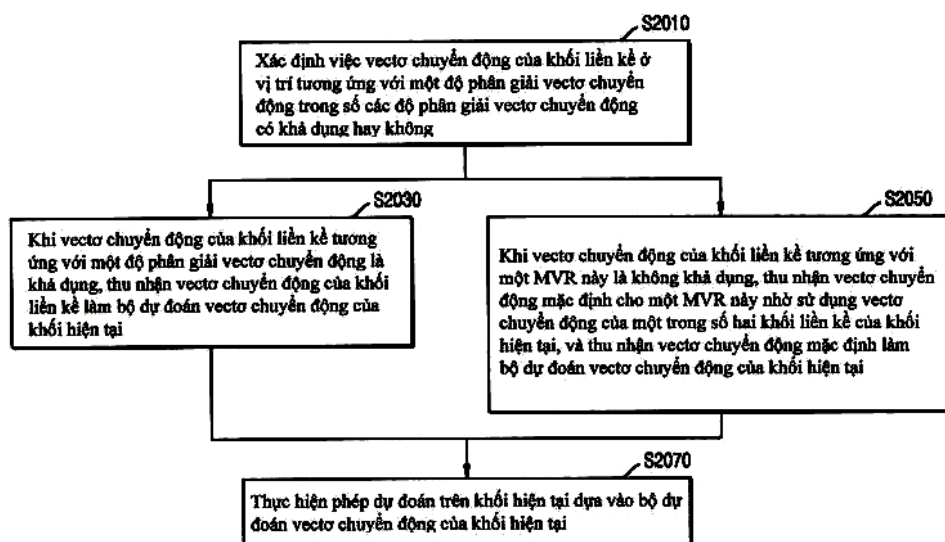 S2010
Xác định việc vectơ chuyển động của khối liền kề ở
vị trí tương ứng với một độ phân giải vectơ chuyển
động trong số các độ phân giải vectơ chuyển động
có khả dụng hay không
S2030
Khi vectơ chuyển động của khối liền kề tương
ứng với một độ phân giải vectơ chuyển động là
khả dụng, thu nhận vectơ chuyển động của khối
liền kề làm bộ dự đoán vectơ chuyển động của
khối hiện tại
S2050
Khi vectơ chuyển động của khối liền kề tương ứng với
một MVR này là không khả dụng, thu nhận vectơ chuyển
động mặc định cho một MVR này nhờ sử dụng vectơ
chuyển động của một trong số hai khối liền kề của khối
hiện tại, và thu nhận vectơ chuyển động mặc định làm
bộ dự đoán vectơ chuyển động của khối hiện tại
S2070
Thực hiện phép dự đoán trên khối hiện tại dựa vào bộ dự
đoán vectơ chuyển động của khối hiện tại